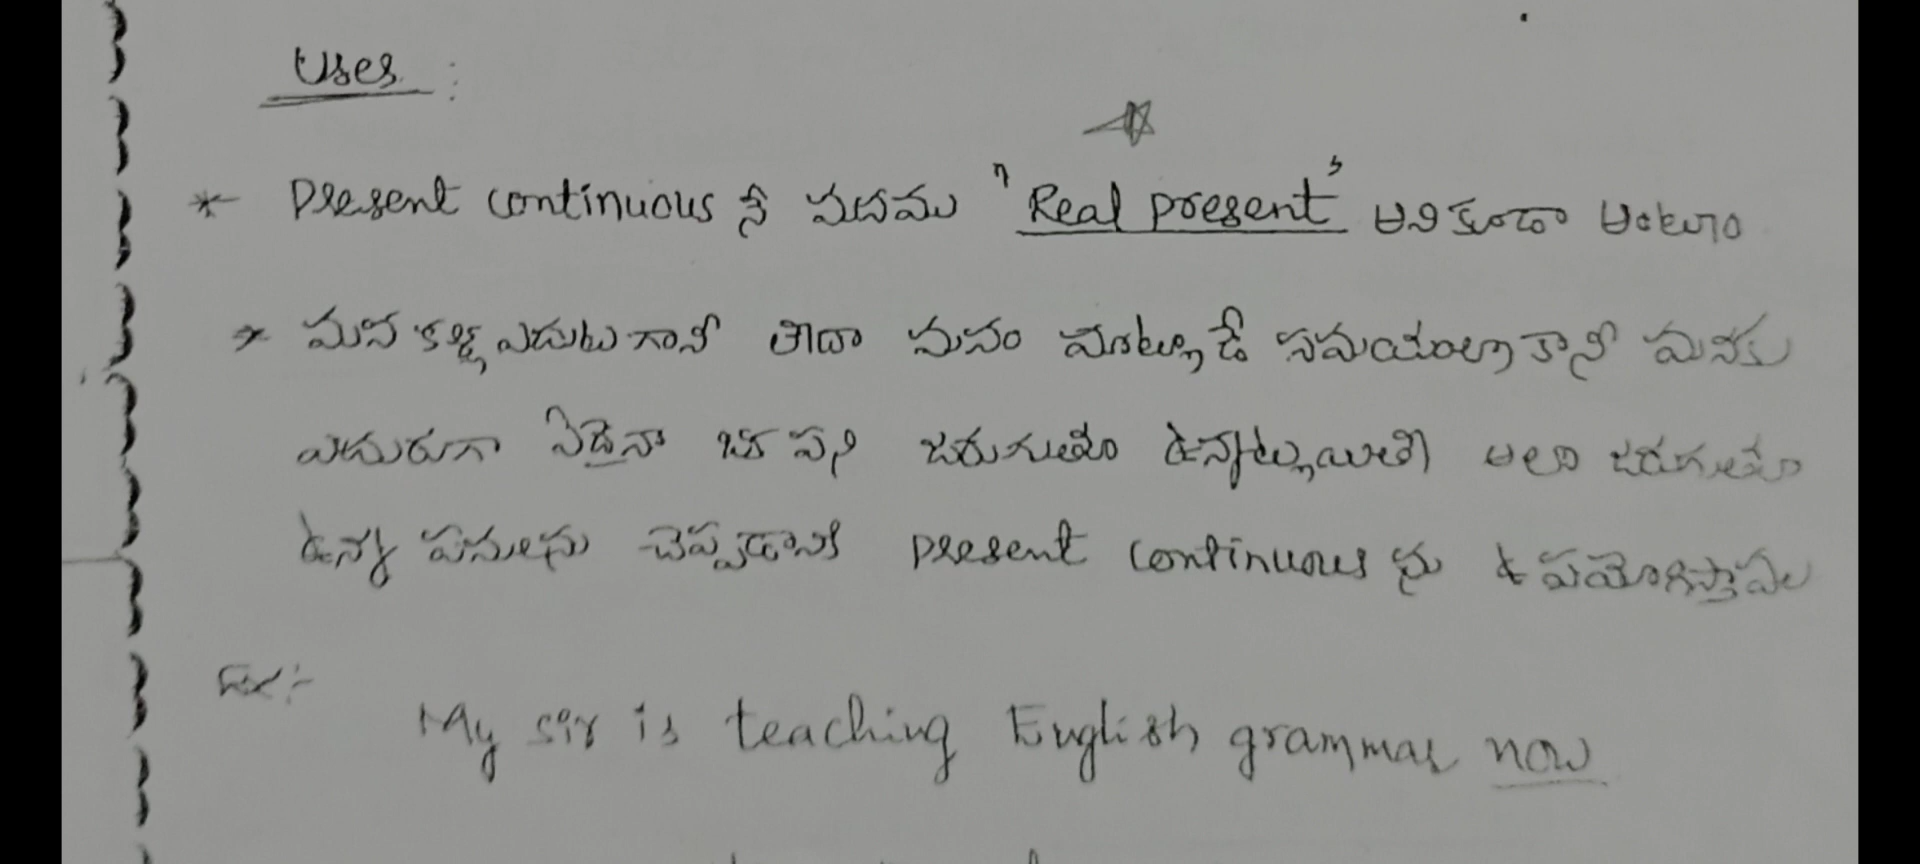 Uses :
* Present continuous నే మనము "Real present" అని కూడా అంటాం
* మన కళ్ళ ఎదుట గానీ లేదా మనం మాట్లాడే సమయంలో కానీ మనకు
ఎదురుగా ఏదైనా ఒక పని జరుగుతూ ఉన్నట్లయితే అలా జరుగుతూ
ఉన్న పనులను చెప్పడానికి present continuous ను ఉపయోగిస్తాము
Ex:-
My sir is teaching English grammar now